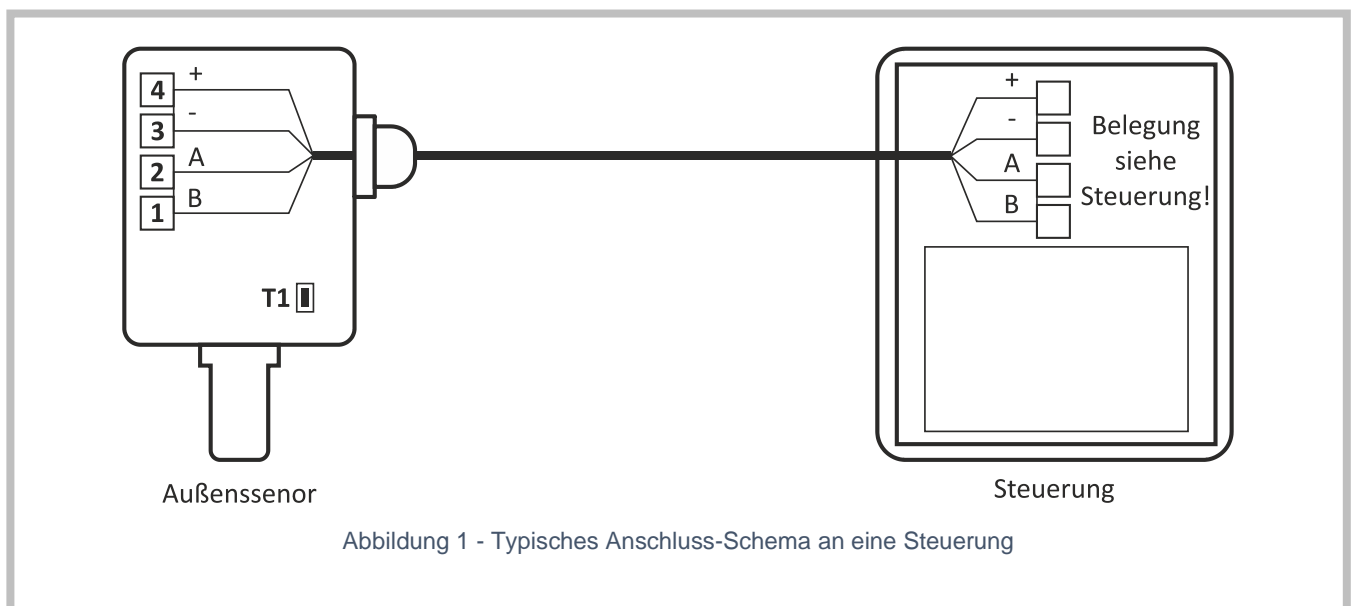 4 +
3 -
2 A
1 B
T1
Außenssenor
+
-
A
B
Belegung
siehe
Steuerung!
Steuerung
Abbildung 1 - Typisches Anschluss-Schema an eine Steuerung